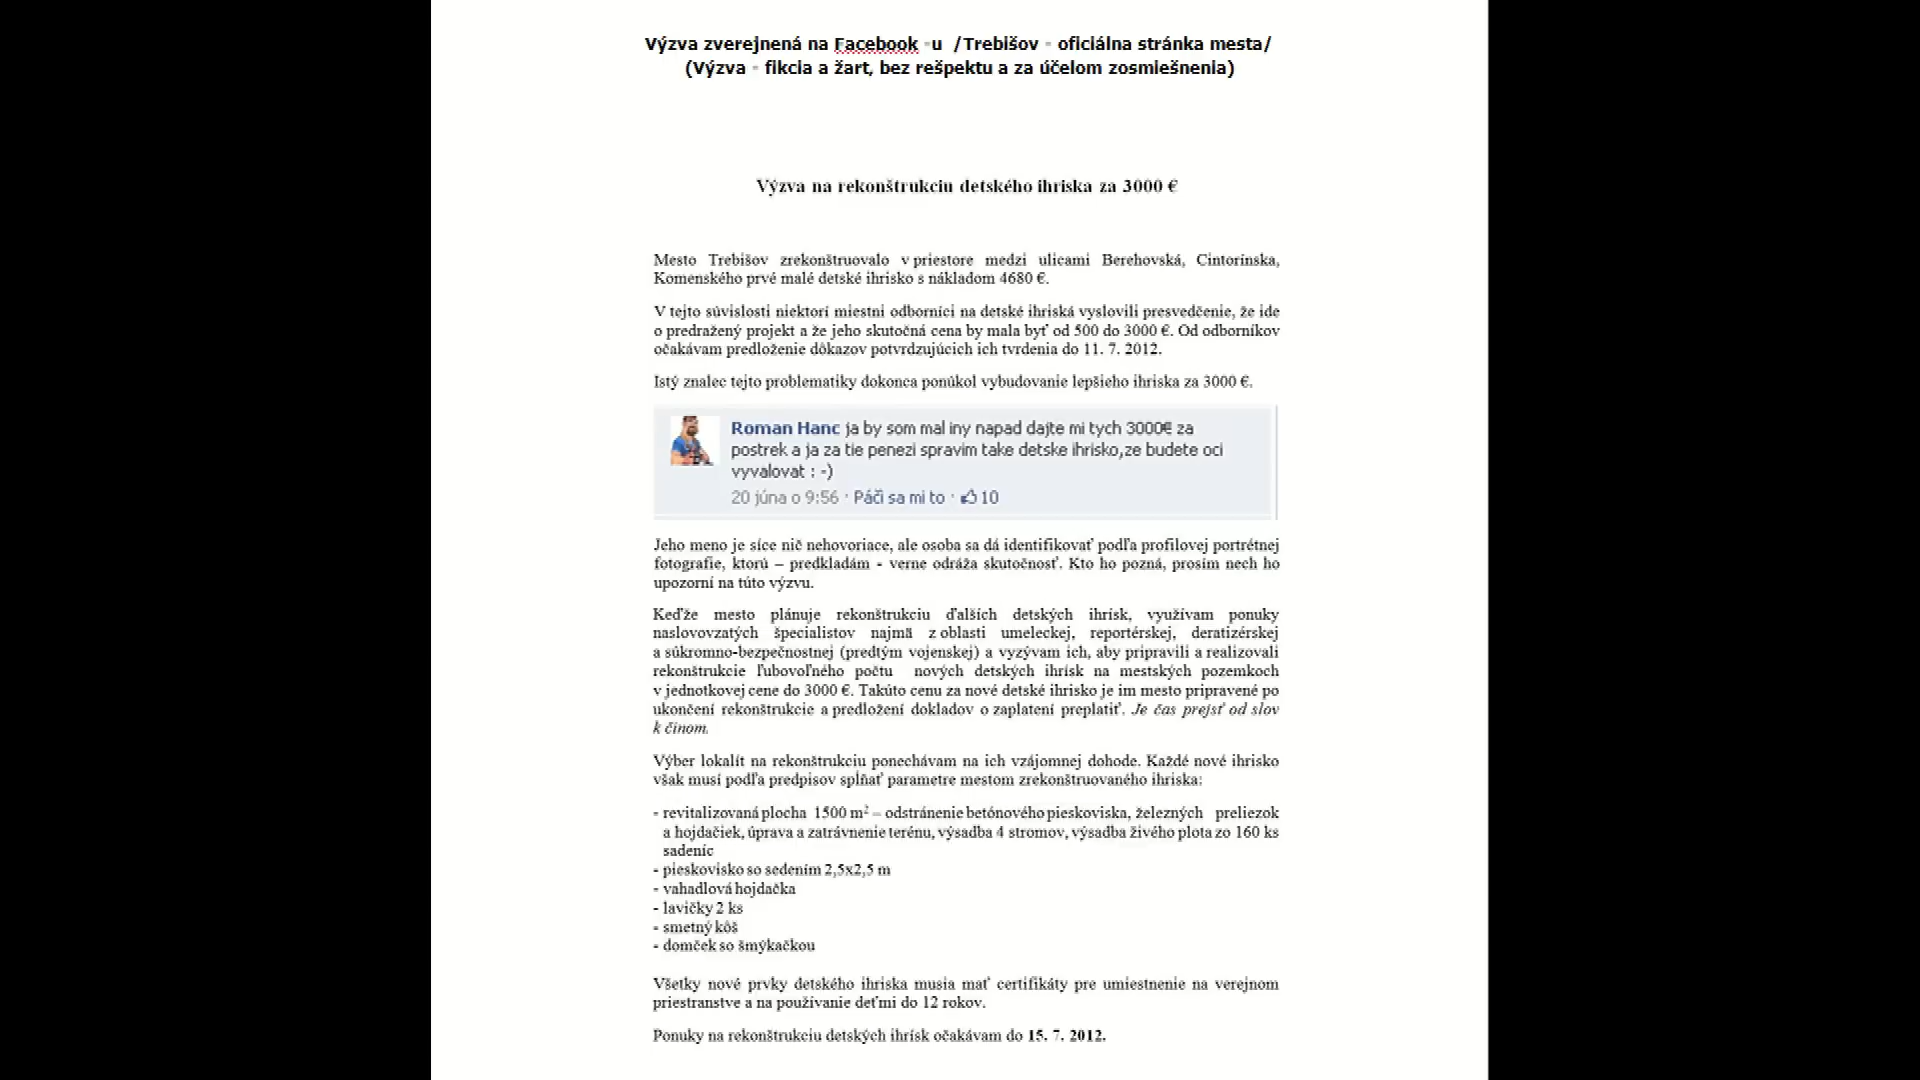 Výzva zverejnená na Facebook -u /Trebišov - oficiálna stránka mesta/
(Výzva - fikcia a žart, bez rešpektu a za účelom zosmiešnenia)
Výzva na rekonštrukciu detského ihriska za 3000 €
Mesto Trebišov zrekonštruovalo v priestore medzi ulicami Berehovská, Cintorínska,
Komenského prvé malé detské ihrisko s nákladom 4680 €.
V tejto súvislosti niektorí miestni odborníci na detské ihriská vyslovili presvedčenie, že ide
o predražený projekt a že jeho skutočná cena by mala byť od 500 do 3000 €. Od odborníkov
očakávam predloženie dôkazov potvrdzujúcich ich tvrdenia do 11. 7. 2012.
Istý znalec tejto problematiky dokonca ponúkol vybudovanie lepšieho ihriska za 3000 €.
Roman Hanc ja by som mal iny napad dajte mi tych 3000€ za
postrek a ja za tie penezi spravim take detske ihrisko,ze budete oci
vyvalovat : -)
20 júna o 9:56 · Páči sa mi to · 10
Jeho meno je síce nič nehovoriace, ale osoba sa dá identifikovať podľa profilovej portrétnej
fotografie, ktorú – predkladám - verne odráža skutočnosť. Kto ho pozná, prosím nech ho
upozorní na túto výzvu.
Keďže mesto plánuje rekonštrukciu ďalších detských ihrísk, využívam ponuky
naslovovzatých špecialistov najmä z oblasti umeleckej, reportérskej, deratizérskej
a súkromno-bezpečnostnej (predtým vojenskej) a vyzývam ich, aby pripravili a realizovali
rekonštrukcie ľubovoľného počtu nových detských ihrísk na mestských pozemkoch
v jednotkovej cene do 3000 €. Takúto cenu za nové detské ihrisko je im mesto pripravené po
ukončení rekonštrukcie a predložení dokladov o zaplatení preplatiť. Je čas prejsť od slov
k činom.
Výber lokalít na rekonštrukciu ponechávam na ich vzájomnej dohode. Každé nové ihrisko
však musí podľa predpisov spĺňať parametre mestom zrekonštruovaného ihriska:
- revitalizovaná plocha 1500 m² – odstránenie betónového pieskoviska, železných preliezok
a hojdačiek, úprava a zatrávnenie terénu, výsadba 4 stromov, výsadba živého plota zo 160 ks
sadeníc
- pieskovisko so sedením 2,5x2,5 m
- vahadlová hojdačka
- lavičky 2 ks
- smetný kôš
- domček so šmýkačkou
Všetky nové prvky detského ihriska musia mať certifikáty pre umiestnenie na verejnom
priestranstve a na používanie deťmi do 12 rokov.
Ponuky na rekonštrukciu detských ihrísk očakávam do 15. 7. 2012.